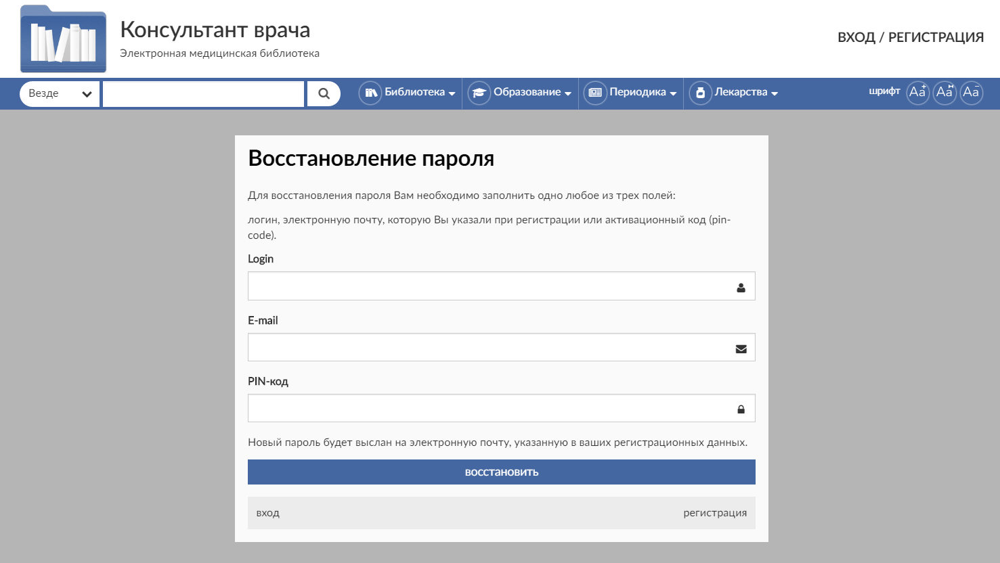 Консультант врача
Электронная медицинская библиотека
ВХОД / РЕГИСТРАЦИЯ
Везде
Библиотека
Образование
Периодика
Лекарства
шрифт Aa+ Aa Aa-
Восстановление пароля
Для восстановления пароля Вам необходимо заполнить одно любое из трех полей:
логин, электронную почту, которую Вы указали при регистрации или активационный код (pin-
code).
Login
E-mail
PIN-код
Новый пароль будет выслан на электронную почту, указанную в ваших регистрационных данных.
восстановить
вход
регистрация